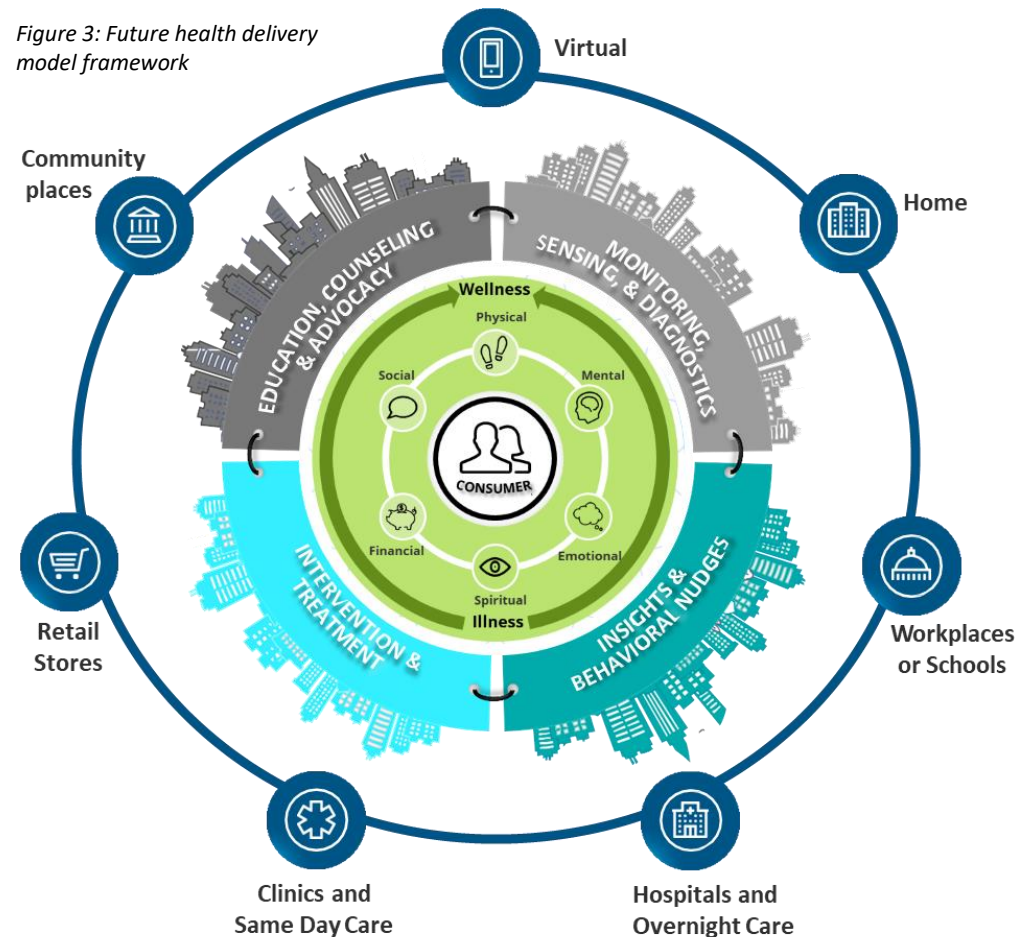 Figure 3: Future health delivery
model framework
Virtual
Community
places
Home
EDUCATION, COUNSELING
& ADVOCACY
MONITORING,
SENSING, & DIAGNOSTICS
Wellness
Physical
Social
Mental
CONSUMER
Financial
Emotional
Spiritual
Illness
INTERVENTION &
TREATMENT
INSIGHTS &
BEHAVIORAL NUDGES
Retail
Stores
Workplaces
or Schools
Clinics and
Same Day Care
Hospitals and
Overnight Care